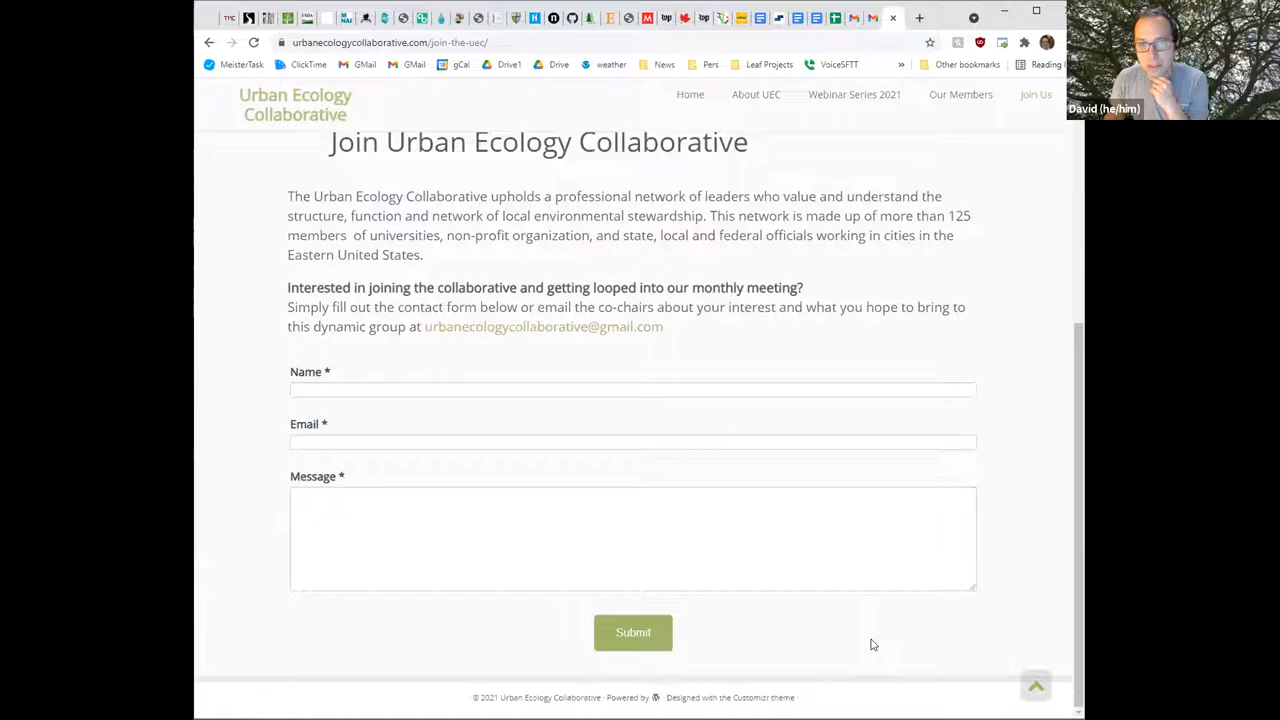 TMC
urbanecologycollaborative.com/join-the-uec/
MeisterTask
ClickTime
GMail
GMail
gCal
Drive1
Drive
weather
News
Pers
Leaf Projects
VoiceSFTT
»
Other bookmarks
Reading
David (he/him)
Urban Ecology
Collaborative
Home
About UEC
Webinar Series 2021
Our Members
Join Us
Join Urban Ecology Collaborative
The Urban Ecology Collaborative upholds a professional network of leaders who value and understand the
structure, function and network of local environmental stewardship. This network is made up of more than 125
members of universities, non-profit organization, and state, local and federal officials working in cities in the
Eastern United States.
Interested in joining the collaborative and getting looped into our monthly meeting?
Simply fill out the contact form below or email the co-chairs about your interest and what you hope to bring to
this dynamic group at urbanecologycollaborative@gmail.com
Name *
Email *
Message *
Submit
· © 2021 Urban Ecology Collaborative · Powered by · Designed with the Customizr theme ·